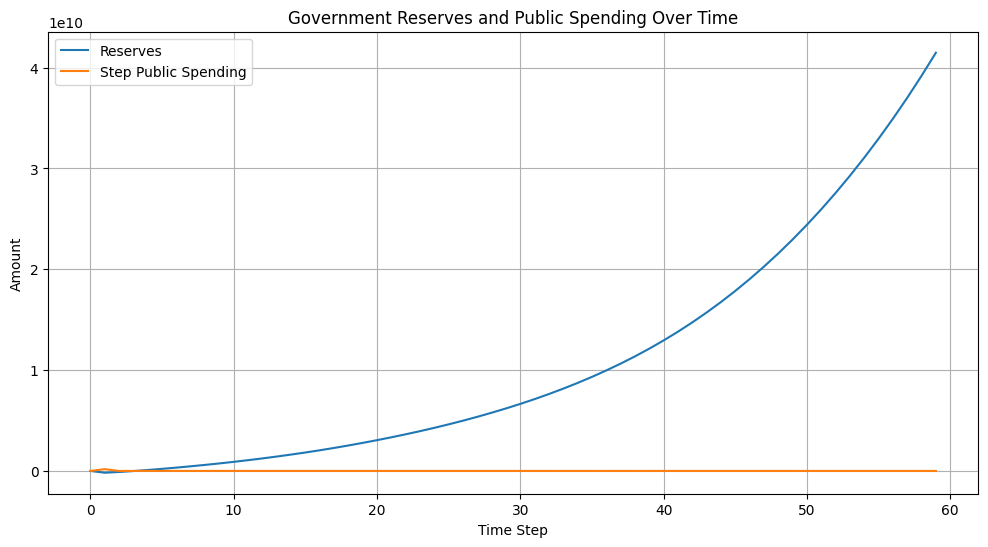 Government Reserves and Public Spending Over Time
1e10
Reserves
Step Public Spending
4
3
2
1
0
Amount
0 10 20 30 40 50 60
Time Step